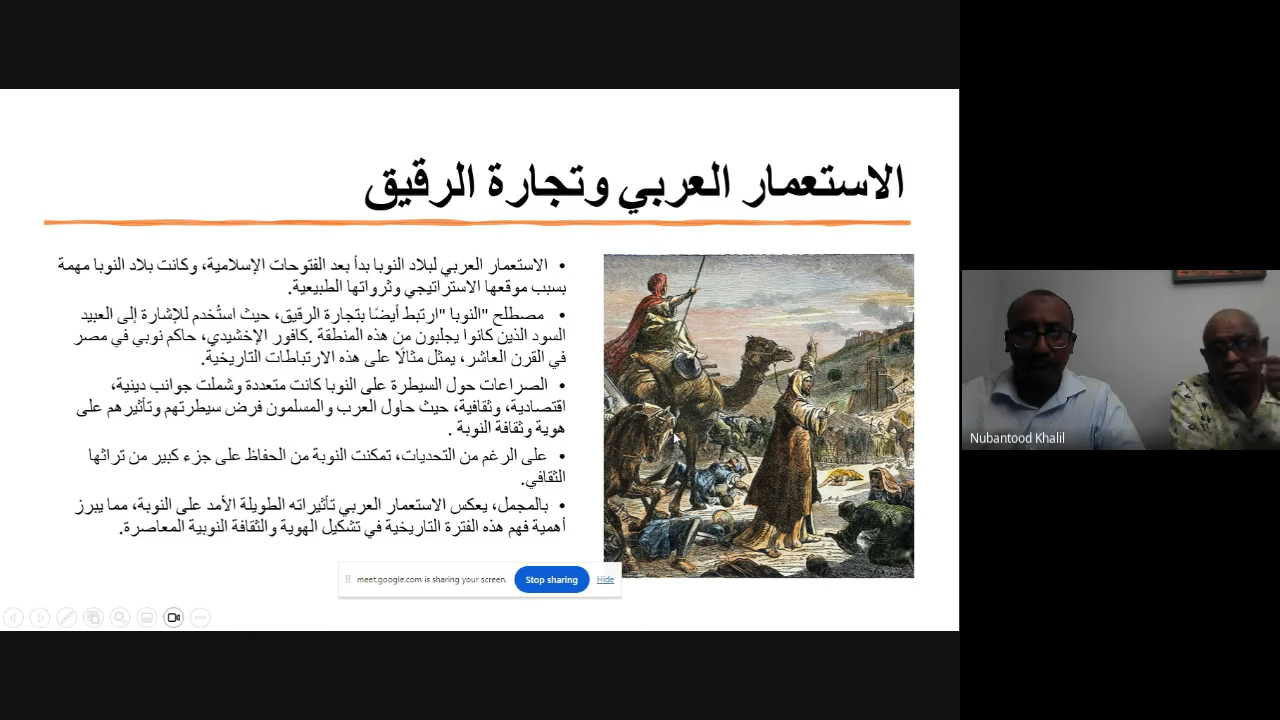 الاستعمار العربي وتجارة الرقيق
• الاستعمار العربي لبلاد النوبا بدأ بعد الفتوحات الإسلامية، وكانت بلاد النوبا مهمة
بسبب موقعها الاستراتيجي وثرواتها الطبيعية.
• مصطلح "النوبا "ارتبط أيضًا بتجارة الرقيق، حيث استُخدم للإشارة إلى العبيد
السود الذين كانوا يجلبون من هذه المنطقة .كافور الإخشيدي، حاكم نوبي في مصر
في القرن العاشر، يمثل مثالًا على هذه الارتباطات التاريخية.
• الصراعات حول السيطرة على النوبا كانت متعددة وشملت جوانب دينية،
اقتصادية، وثقافية، حيث حاول العرب والمسلمون فرض سيطرتهم وتأثيرهم على
هوية وثقافة النوبة .
• على الرغم من التحديات، تمكنت النوبة من الحفاظ على جزء كبير من تراثها
الثقافي.
• بالمجمل، يعكس الاستعمار العربي تأثيراته الطويلة الأمد على النوبة، مما يبرز
أهمية فهم هذه الفترة التاريخية في تشكيل الهوية والثقافة النوبية المعاصرة.
meet.google.com is sharing your screen. Stop sharing Hide
Nubantood Khalil